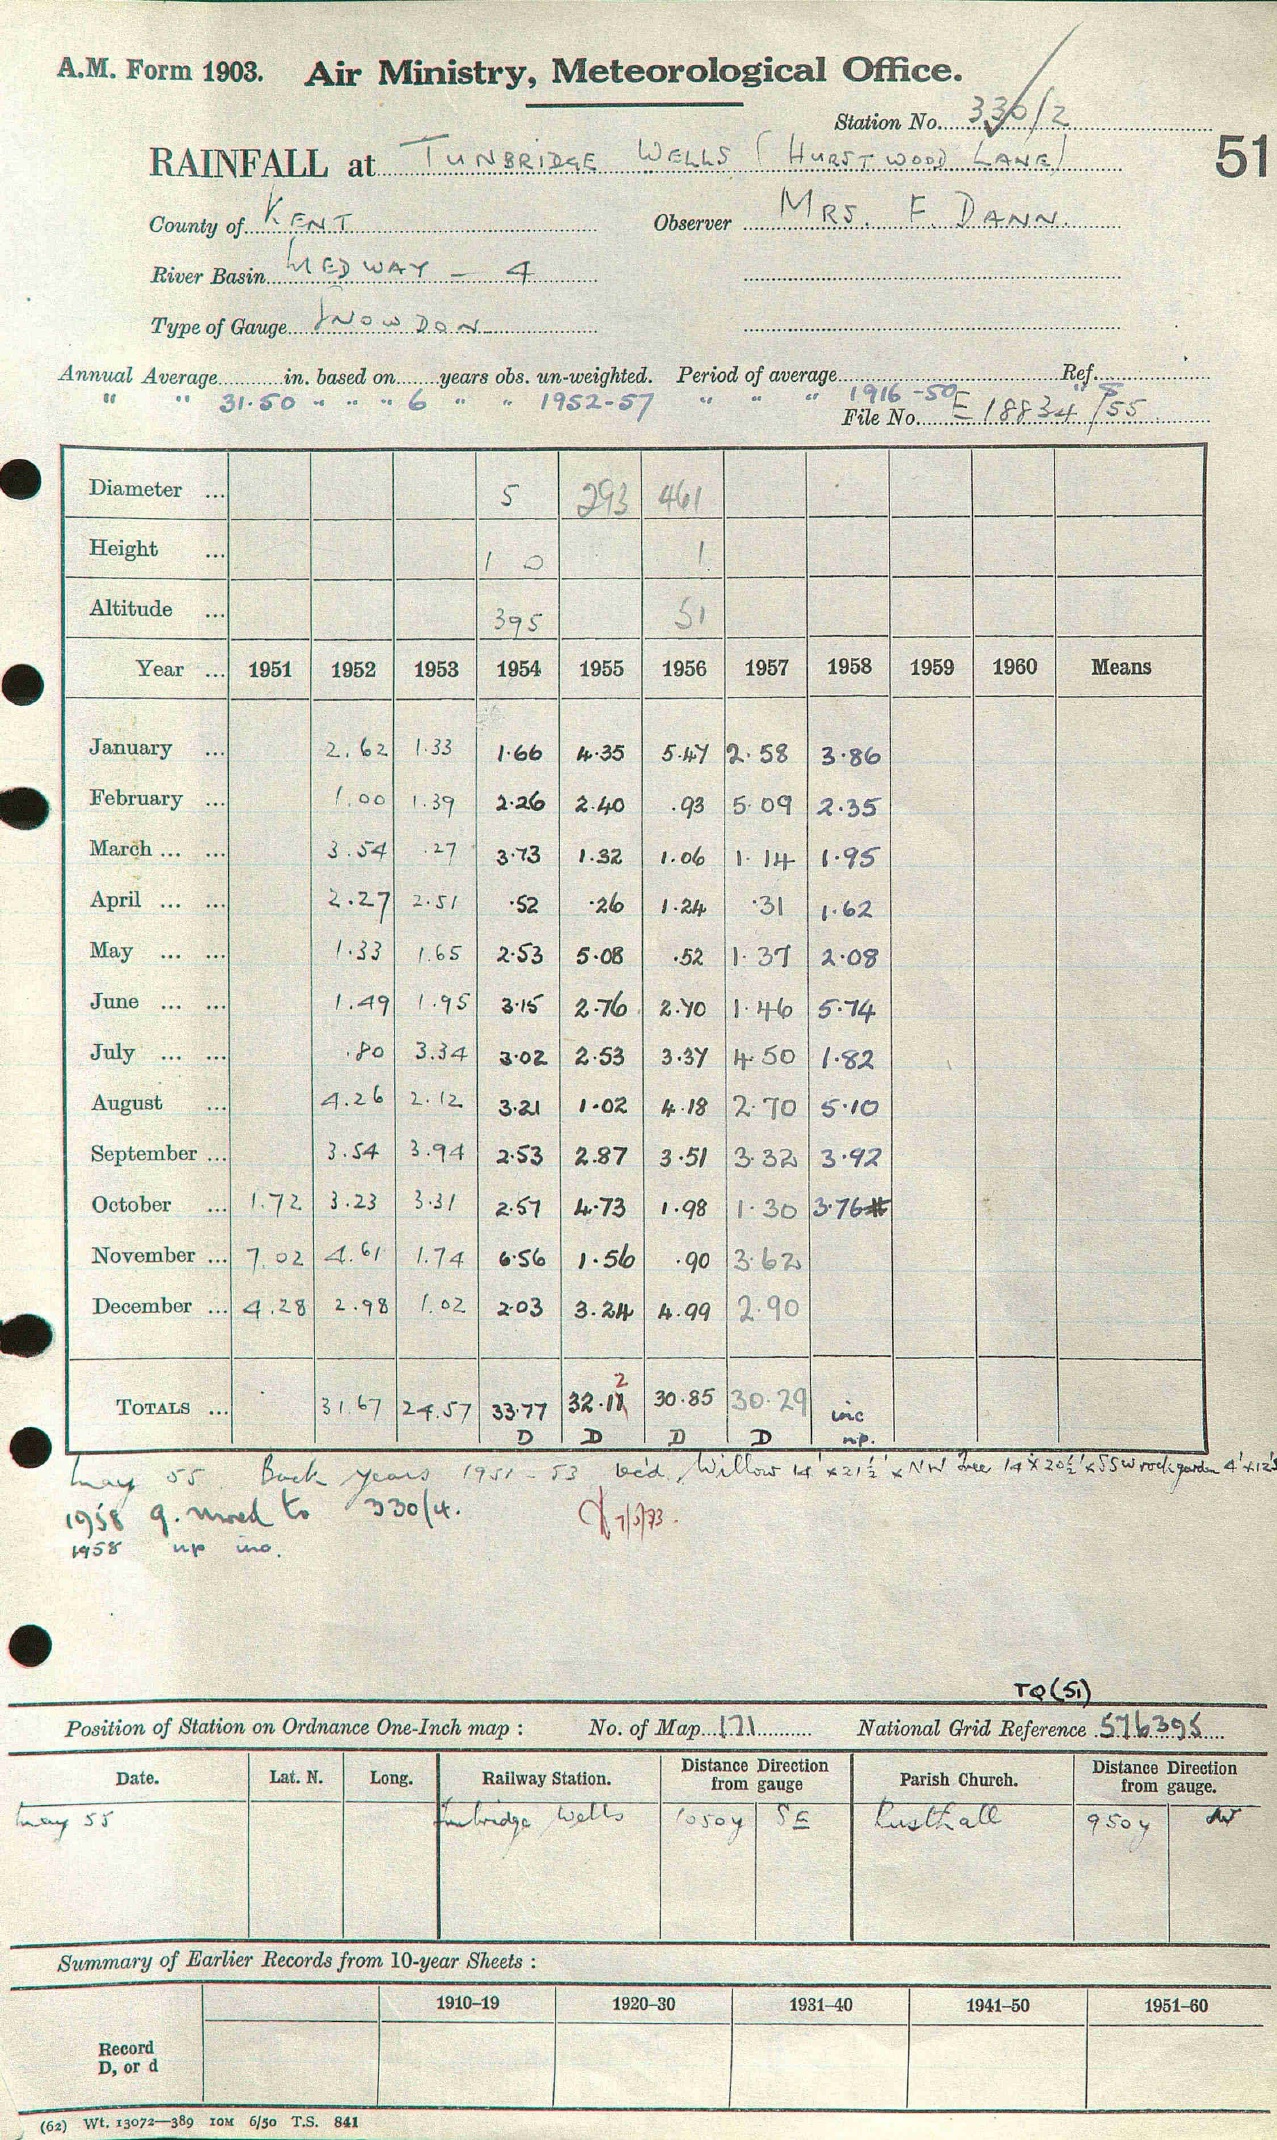 A.M. Form 1903. Air Ministry, Meteorological Office.
Station No. 330/2
51
RAINFALL at TUNBRIDGE WELLS (HURSTWOOD LANE)
County of KENT Observer MRS. F. DANN.
River Basin MEDWAY - 4
Type of Gauge SNOWDON
Annual Average in. based on years obs. un-weighted. Period of average Ref.
" " 31.50 " " " 6 " " 1952-57 " " " 1916-50 " 8
File No. E 18834/55
Diameter ... 5 293 461
Height ... 1 0 1
Altitude ... 395 51
Year ... 1951 1952 1953 1954 1955 1956 1957 1958 1959 1960 Means
January ... 2.62 1.33 1.66 4.35 5.47 2.58 3.86
February ... 1.00 1.39 2.26 2.40 .93 5.09 2.35
March ... ... 3.54 .27 3.73 1.32 1.06 1.14 1.95
April ... ... 2.27 2.51 .52 .26 1.24 .31 1.62
May ... ... 1.33 1.65 2.53 5.08 .52 1.37 2.08
June ... ... 1.49 1.95 3.15 2.76 2.70 1.46 5.74
July ... ... .80 3.34 3.02 2.53 3.37 4.50 1.82
August ... 4.26 2.12 3.21 1.02 4.18 2.70 5.10
September ... 3.54 3.94 2.53 2.87 3.51 3.32 3.92
October ... 1.72 3.23 3.31 2.57 4.73 1.98 1.30 3.76#
November ... 7.02 4.61 1.74 6.56 1.56 .90 3.62
December ... 4.28 2.98 1.02 2.03 3.24 4.99 2.90
2
TOTALS ... 31.67 24.57 33.77 32.11 30.85 30.29 inc
D D D D np.
May 55 Back years 1951-53 rec'd. Willow 14' x 21½' x NW Tree 14' x 20½' x SSW rock garden 4' x 12'S
1958 g. moved to 330/4. 7/3/73.
1958 np inc.
TQ(51)
Position of Station on Ordnance One-Inch map : No. of Map 171 National Grid Reference 576395
Date. Lat. N. Long. Railway Station. Distance from gauge Direction Parish Church. Distance from gauge. Direction
May 55 Tunbridge Wells 1050y SE Rusthall 950y W
Summary of Earlier Records from 10-year Sheets :
1910-19 1920-30 1931-40 1941-50 1951-60
Record
D, or d
(62) Wt. 13072—389 10M 6/50 T.S. 841